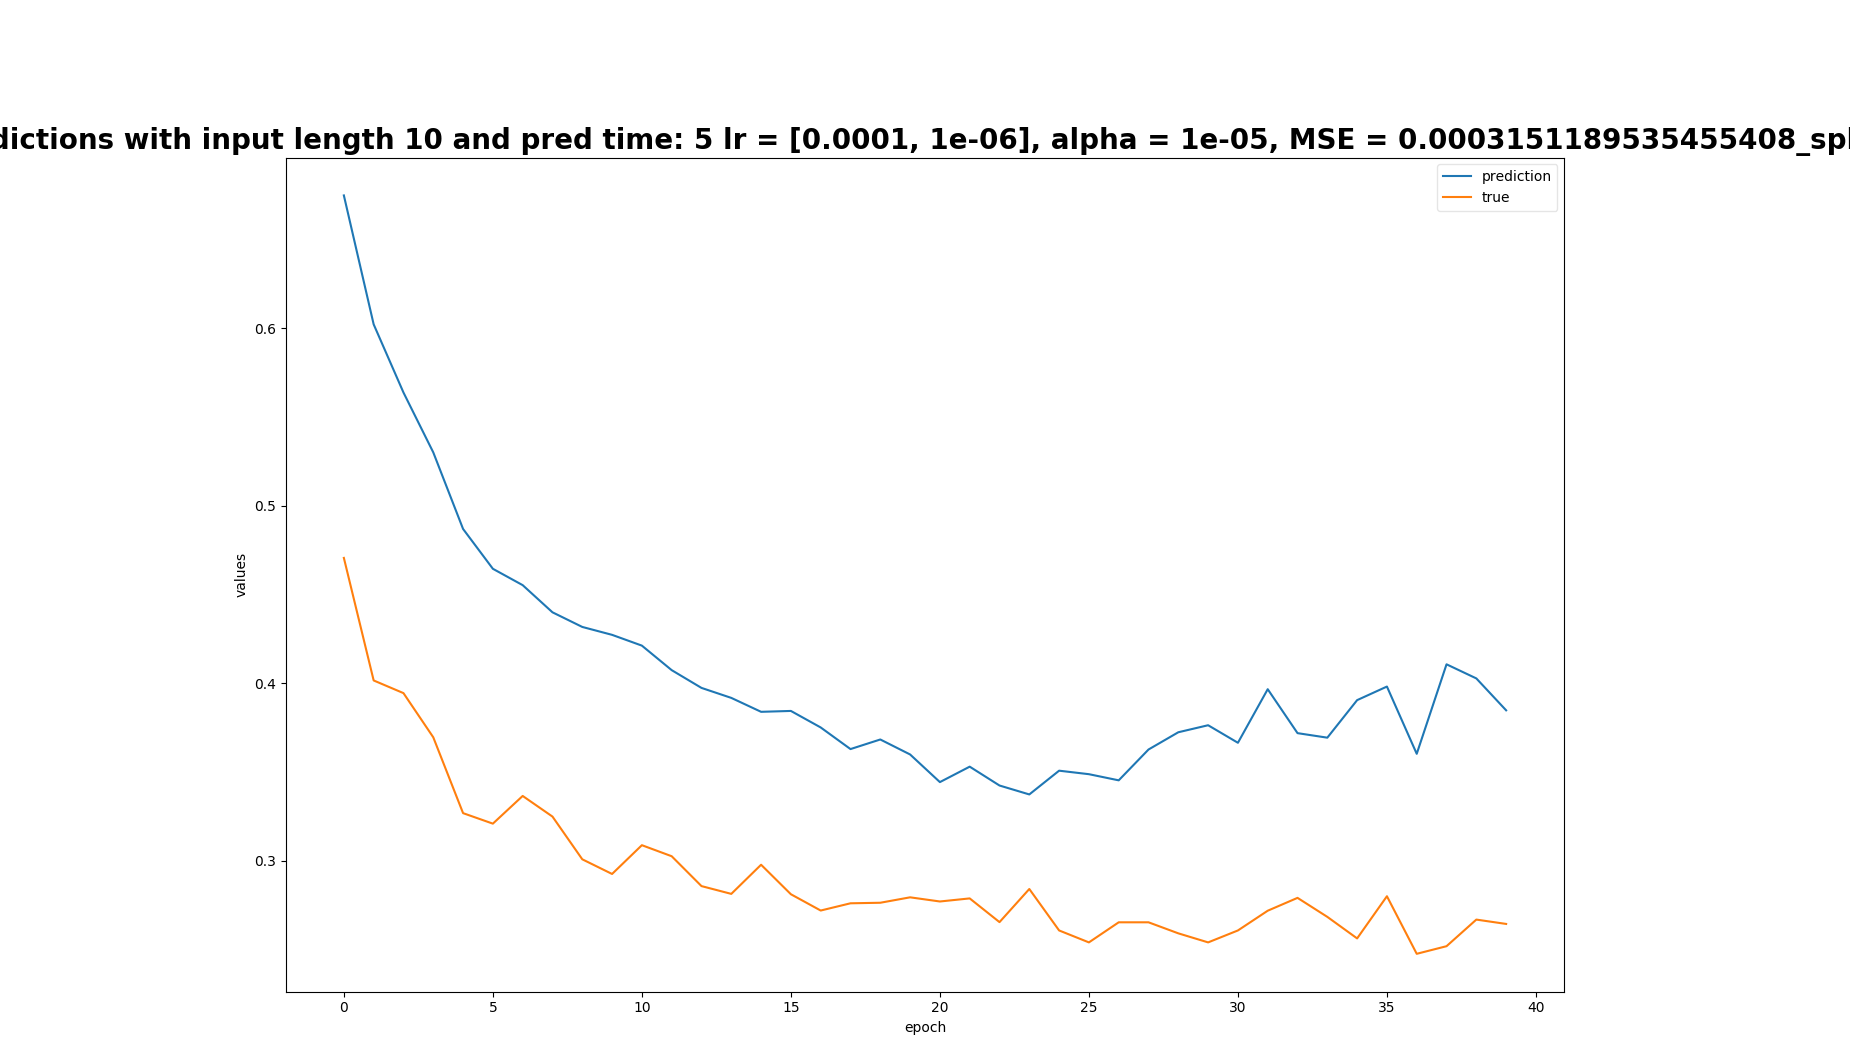 dictions with input length 10 and pred time: 5 lr = [0.0001, 1e-06], alpha = 1e-05, MSE = 0.0003151189535455408_spl
prediction
true
0.6
0.5
0.4
0.3
values
0 5 10 15 20 25 30 35 40
epoch